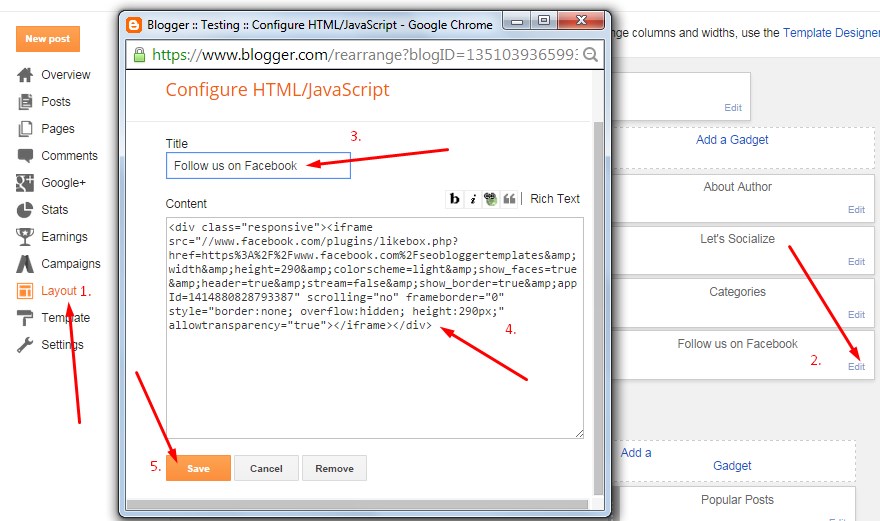 Blogger :: Testing :: Configure HTML/JavaScript - Google Chrome
https://www.blogger.com/rearrange?blogID=135103936599
New post
Overview
Posts
Pages
Comments
Google+
Stats
Earnings
Campaigns
Layout 1.
Template
Settings
Configure HTML/JavaScript
Title
3.
Follow us on Facebook
Content
b i Rich Text
<div class="responsive"><iframe
src="//www.facebook.com/plugins/likebox.php?
href=https%3A%2F%2Fwww.facebook.com%2Fseobloggertemplates&amp;
width&amp;height=290&amp;colorscheme=light&amp;show_faces=true
&amp;header=true&amp;stream=false&amp;show_border=true&amp;app
Id=1414880828793387" scrolling="no" frameborder="0"
style="border:none; overflow:hidden; height:290px;"
allowtransparency="true"></iframe></div>
4.
5.
Save
Cancel
Remove
nge columns and widths, use the Template Designer
Edit
Add a Gadget
About Author
Edit
Let's Socialize
Edit
Categories
Edit
Follow us on Facebook
2.
Edit
Add a
Gadget
Popular Posts